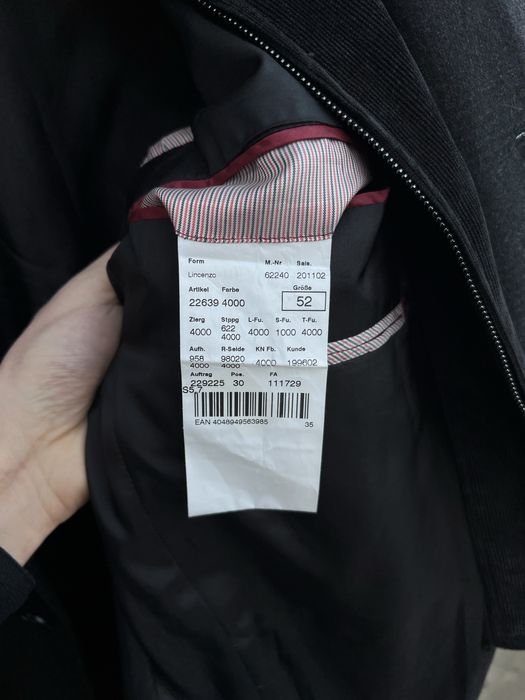 Form M.-Nr Sais.
Lincenzo 62240 201102
Artikel Farbe Größe
22639 4000 52
Zierg Stppg L-Fu. S-Fu. T-Fu.
4000 622 4000 4000 1000 4000
Aufh. R-Seide KN Fb. Kunde
958 4000 98020 4000 4000 199602
Auftrag Pos. FA
229225 30 111729
S5,7
EAN 4048949563985 35